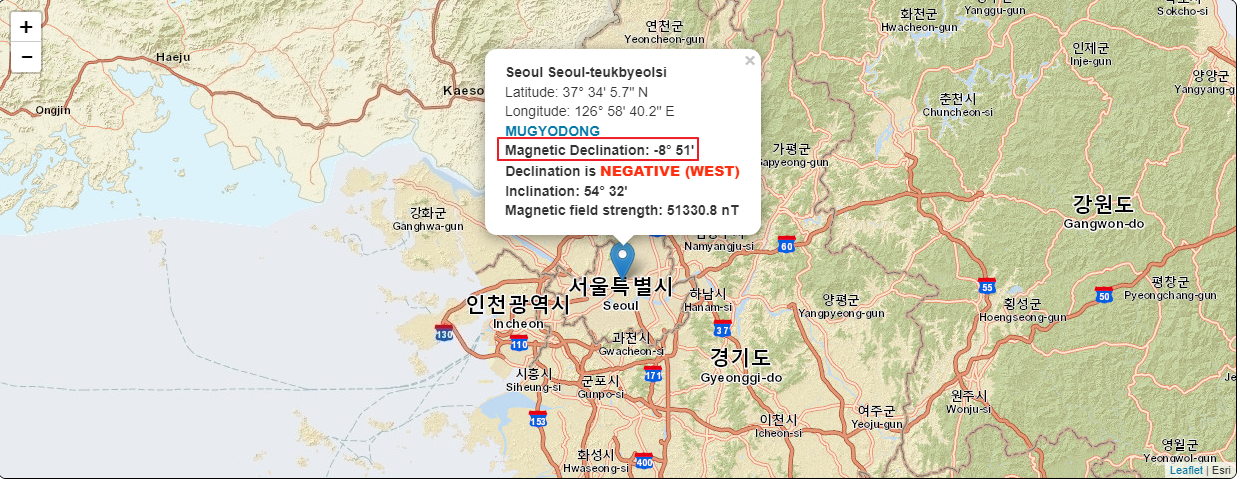 +
−
연천군
Yeoncheon-gun
화천군
Hwacheon-gun
Yanggu-gun
Sokcho-si
인제군
Inje-gun
양양군
Yangyang-g
Haeju
Ongjin
Kaeso
춘천시
Chuncheon-si
×
Seoul Seoul-teukbyeolsi
Latitude: 37° 34' 5.7" N
Longitude: 126° 58' 40.2" E
MUGYODONG
Magnetic Declination: -8° 51'
Declination is NEGATIVE (WEST)
Inclination: 54° 32'
Magnetic field strength: 51330.8 nT
가평군
Gapyeong-gun
강화군
Ganghwa-gun
강원도
Gangwon-do
Namyangju-si
60
서울특별시
Seoul
인천광역시
Incheon
하남시
Hanam-si
양평군
Yangpyeong-gun
55
50
평창군
Pyeongchang-gun
횡성군
Hoengseong-gun
130
110
37
과천시
Gwacheon-si
경기도
Gyeonggi-do
171
시흥시
Siheung-si
군포시
Gunpo-si
153
이천시
Icheon-si
여주군
Yeoju-gun
원주시
Wonju-si
Je
화성시
Hwaseong-si
400
영월군
Yeongwol-gun
Leaflet | Esri